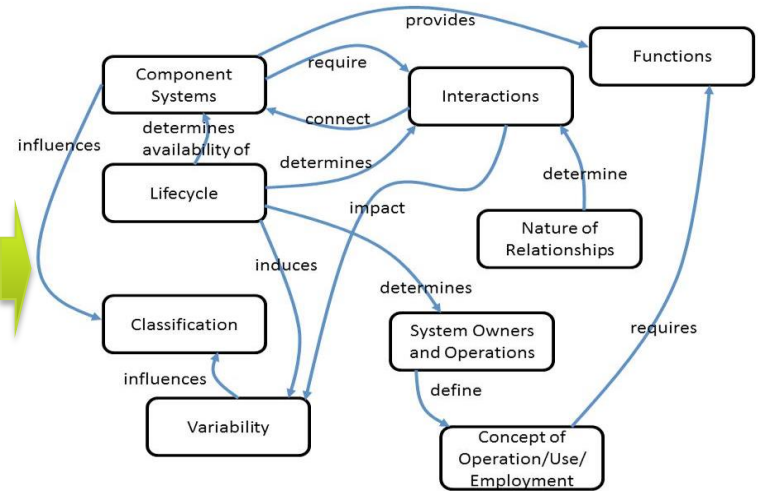 provides
Functions
Component
Systems
require
Interactions
connect
determines
availability of
influences
determines
Lifecycle
determine
impact
Nature of
Relationships
induces
determines
Classification
System Owners
and Operations
requires
influences
define
Variability
Concept of
Operation/Use/
Employment